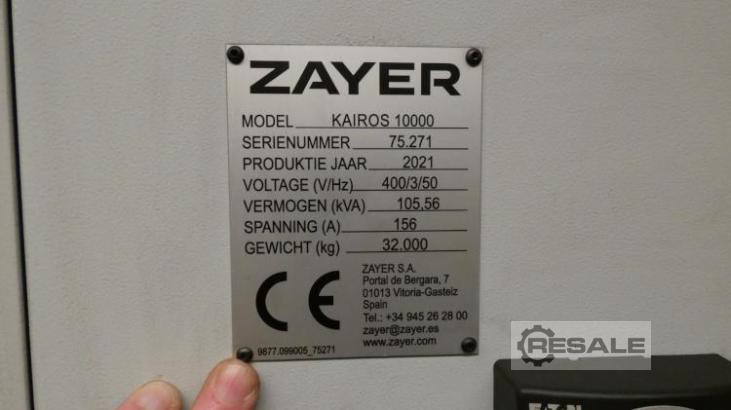 ZAYER
MODEL KAIROS 10000
SERIENUMMER 75.271
PRODUKTIE JAAR 2021
VOLTAGE (V/Hz) 400/3/50
VERMOGEN (kVA) 105,56
SPANNING (A) 156
GEWICHT (kg) 32.000
CE
ZAYER S.A.
Portal de Bergara, 7
01013 Vitoria-Gasteiz
Spain
Tel.: +34 945 26 28 00
zayer@zayer.es
www.zayer.com
9877.099005_75271
RESALE